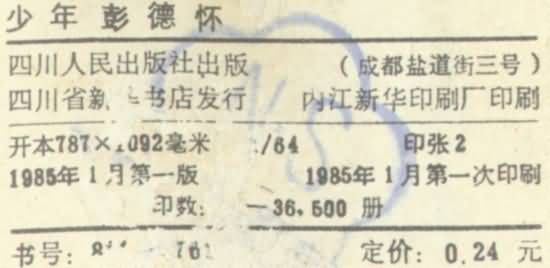 少年彭德怀
四川人民出版社出版 （成都盐道街三号）
四川省新 书店发行 内江新华印刷厂印刷
开本787× 092毫米 /64 印张2
1985年1月第一版 1985年1月第一次印刷
印数： —36,500 册
书号： 定价：0.24 元